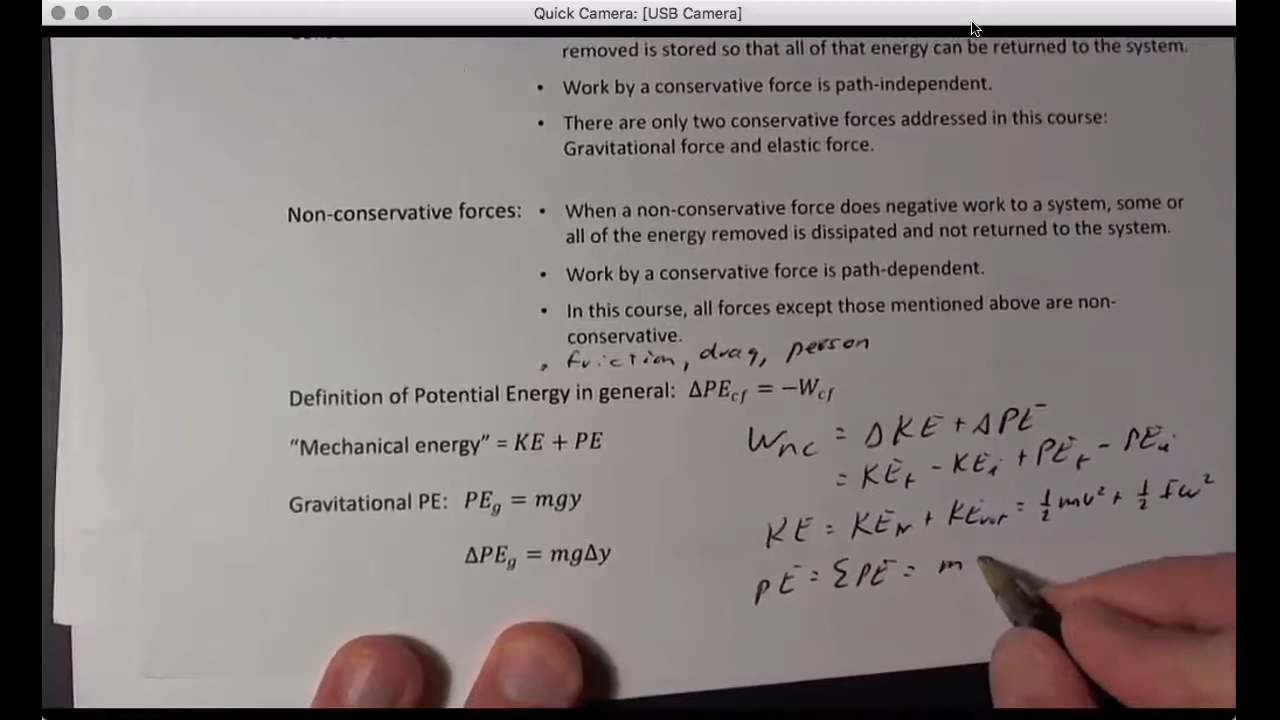 Quick Camera: [USB Camera]
removed is stored so that all of that energy can be returned to the system.
• Work by a conservative force is path-independent.
• There are only two conservative forces addressed in this course:
Gravitational force and elastic force.
Non-conservative forces: • When a non-conservative force does negative work to a system, some or
all of the energy removed is dissipated and not returned to the system.
• Work by a conservative force is path-dependent.
• In this course, all forces except those mentioned above are non-
conservative.
, friction, drag, person
Definition of Potential Energy in general: ΔPE_cf = −W_cf
W_nc = ΔKE + ΔPE
"Mechanical energy" = KE + PE
= KE_f - KE_i + PE_f - PE_i
Gravitational PE: PE_g = mgy
KE = KE_tr + KE_rot = ½mv² + ½Iω²
ΔPE_g = mgΔy
PE = ΣPE = m